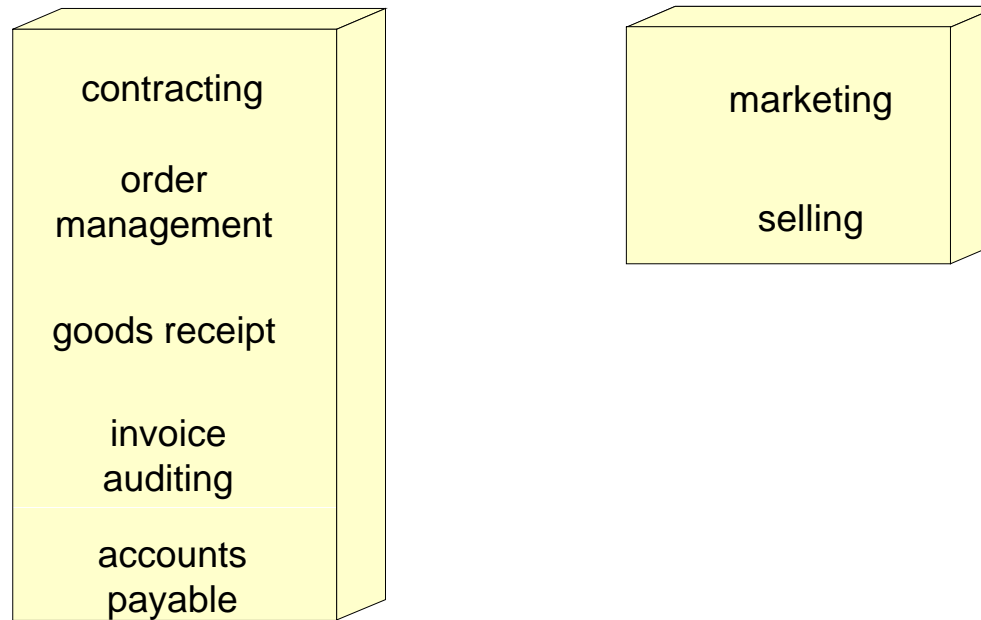 contracting
order
management
goods receipt
invoice
auditing
accounts
payable
marketing
selling